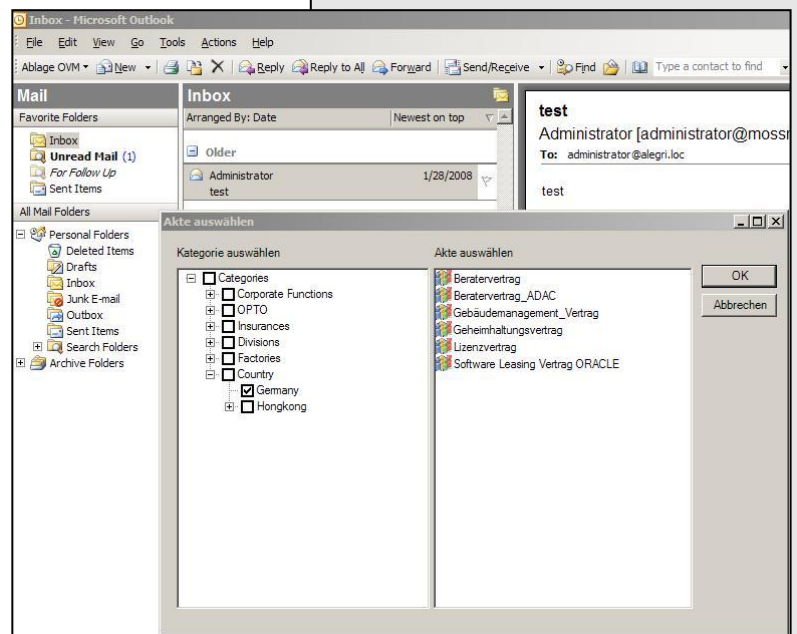 Inbox - Microsoft Outlook
File Edit View Go Tools Actions Help
Ablage OVM New Reply Reply to All Forward Send/Receive Find Type a contact to find
Mail
Favorite Folders
Inbox
Unread Mail (1)
For Follow Up
Sent Items
All Mail Folders
Personal Folders
Deleted Items
Drafts
Inbox
Junk E-mail
Outbox
Sent Items
Search Folders
Archive Folders
Inbox
Arranged By: Date Newest on top
Older
Administrator 1/28/2008
test
test
Administrator [administrator@moss
To: administrator@alegri.loc
test
Akte auswählen
Kategorie auswählen
Categories
Corporate Functions
OPTO
Insurances
Divisions
Factories
Country
Germany
Hongkong
Akte auswählen
Beratervertrag
Beratervertrag_ADAC
Gebäudemanagement_Vertrag
Geheimhaltungsvertrag
Lizenzvertrag
Software Leasing Vertrag ORACLE
OK
Abbrechen